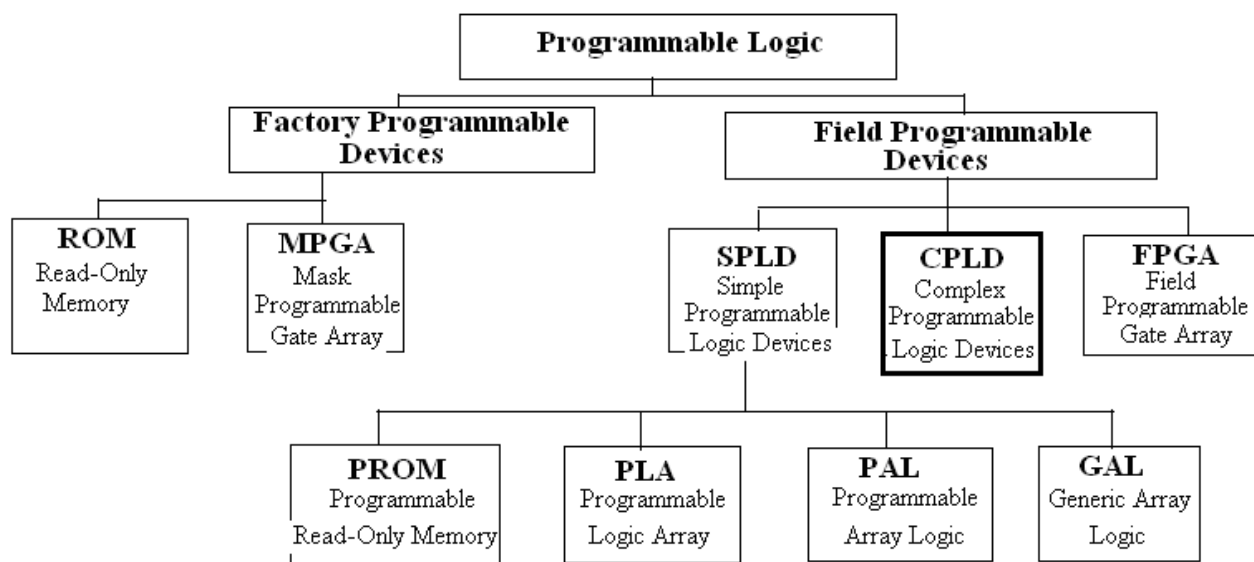 Programmable Logic
Factory Programmable
Devices
Field Programmable
Devices
ROM
Read-Only
Memory
MPGA
Mask
Programmable
Gate Array
SPLD
Simple
Programmable
Logic Devices
CPLD
Complex
Programmable
Logic Devices
FPGA
Field
Programmable
Gate Array
PROM
Programmable
Read-Only Memory
PLA
Programmable
Logic Array
PAL
Programmable
Array Logic
GAL
Generic Array
Logic